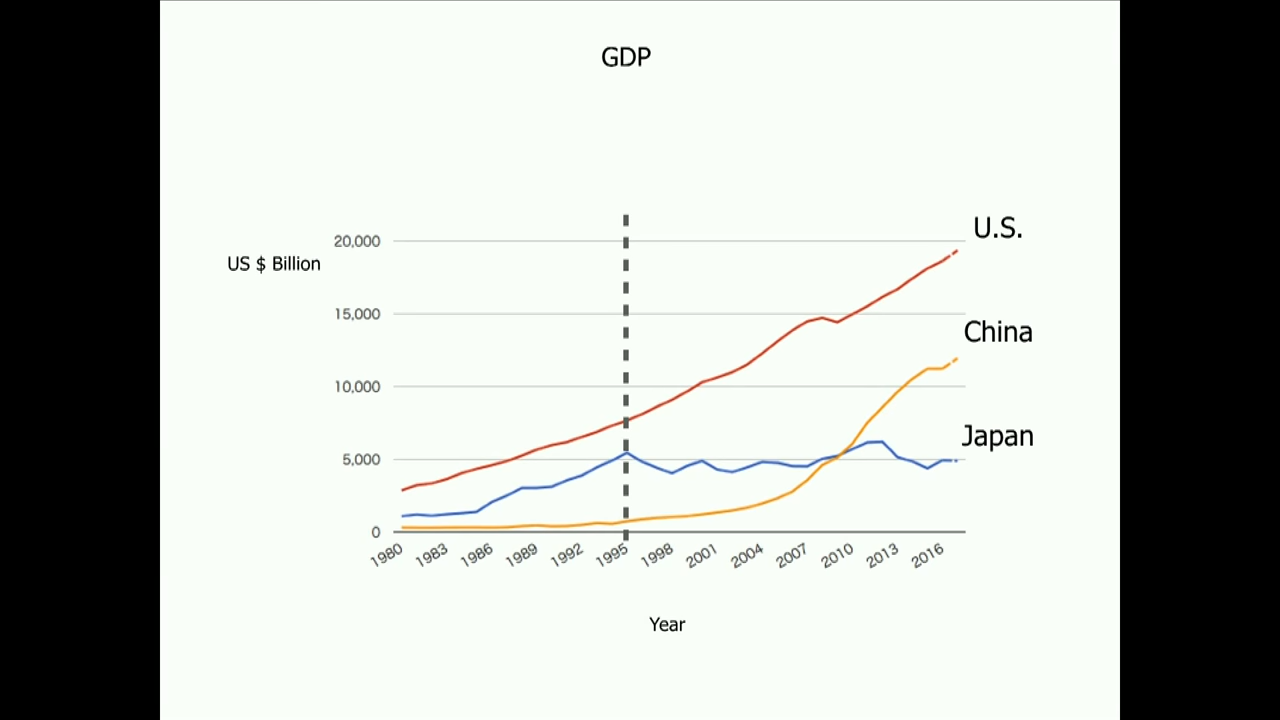 GDP
U.S.
20,000
US $ Billion
15,000
China
10,000
Japan
5,000
0
1980 1983 1986 1989 1992 1995 1998 2001 2004 2007 2010 2013 2016
Year